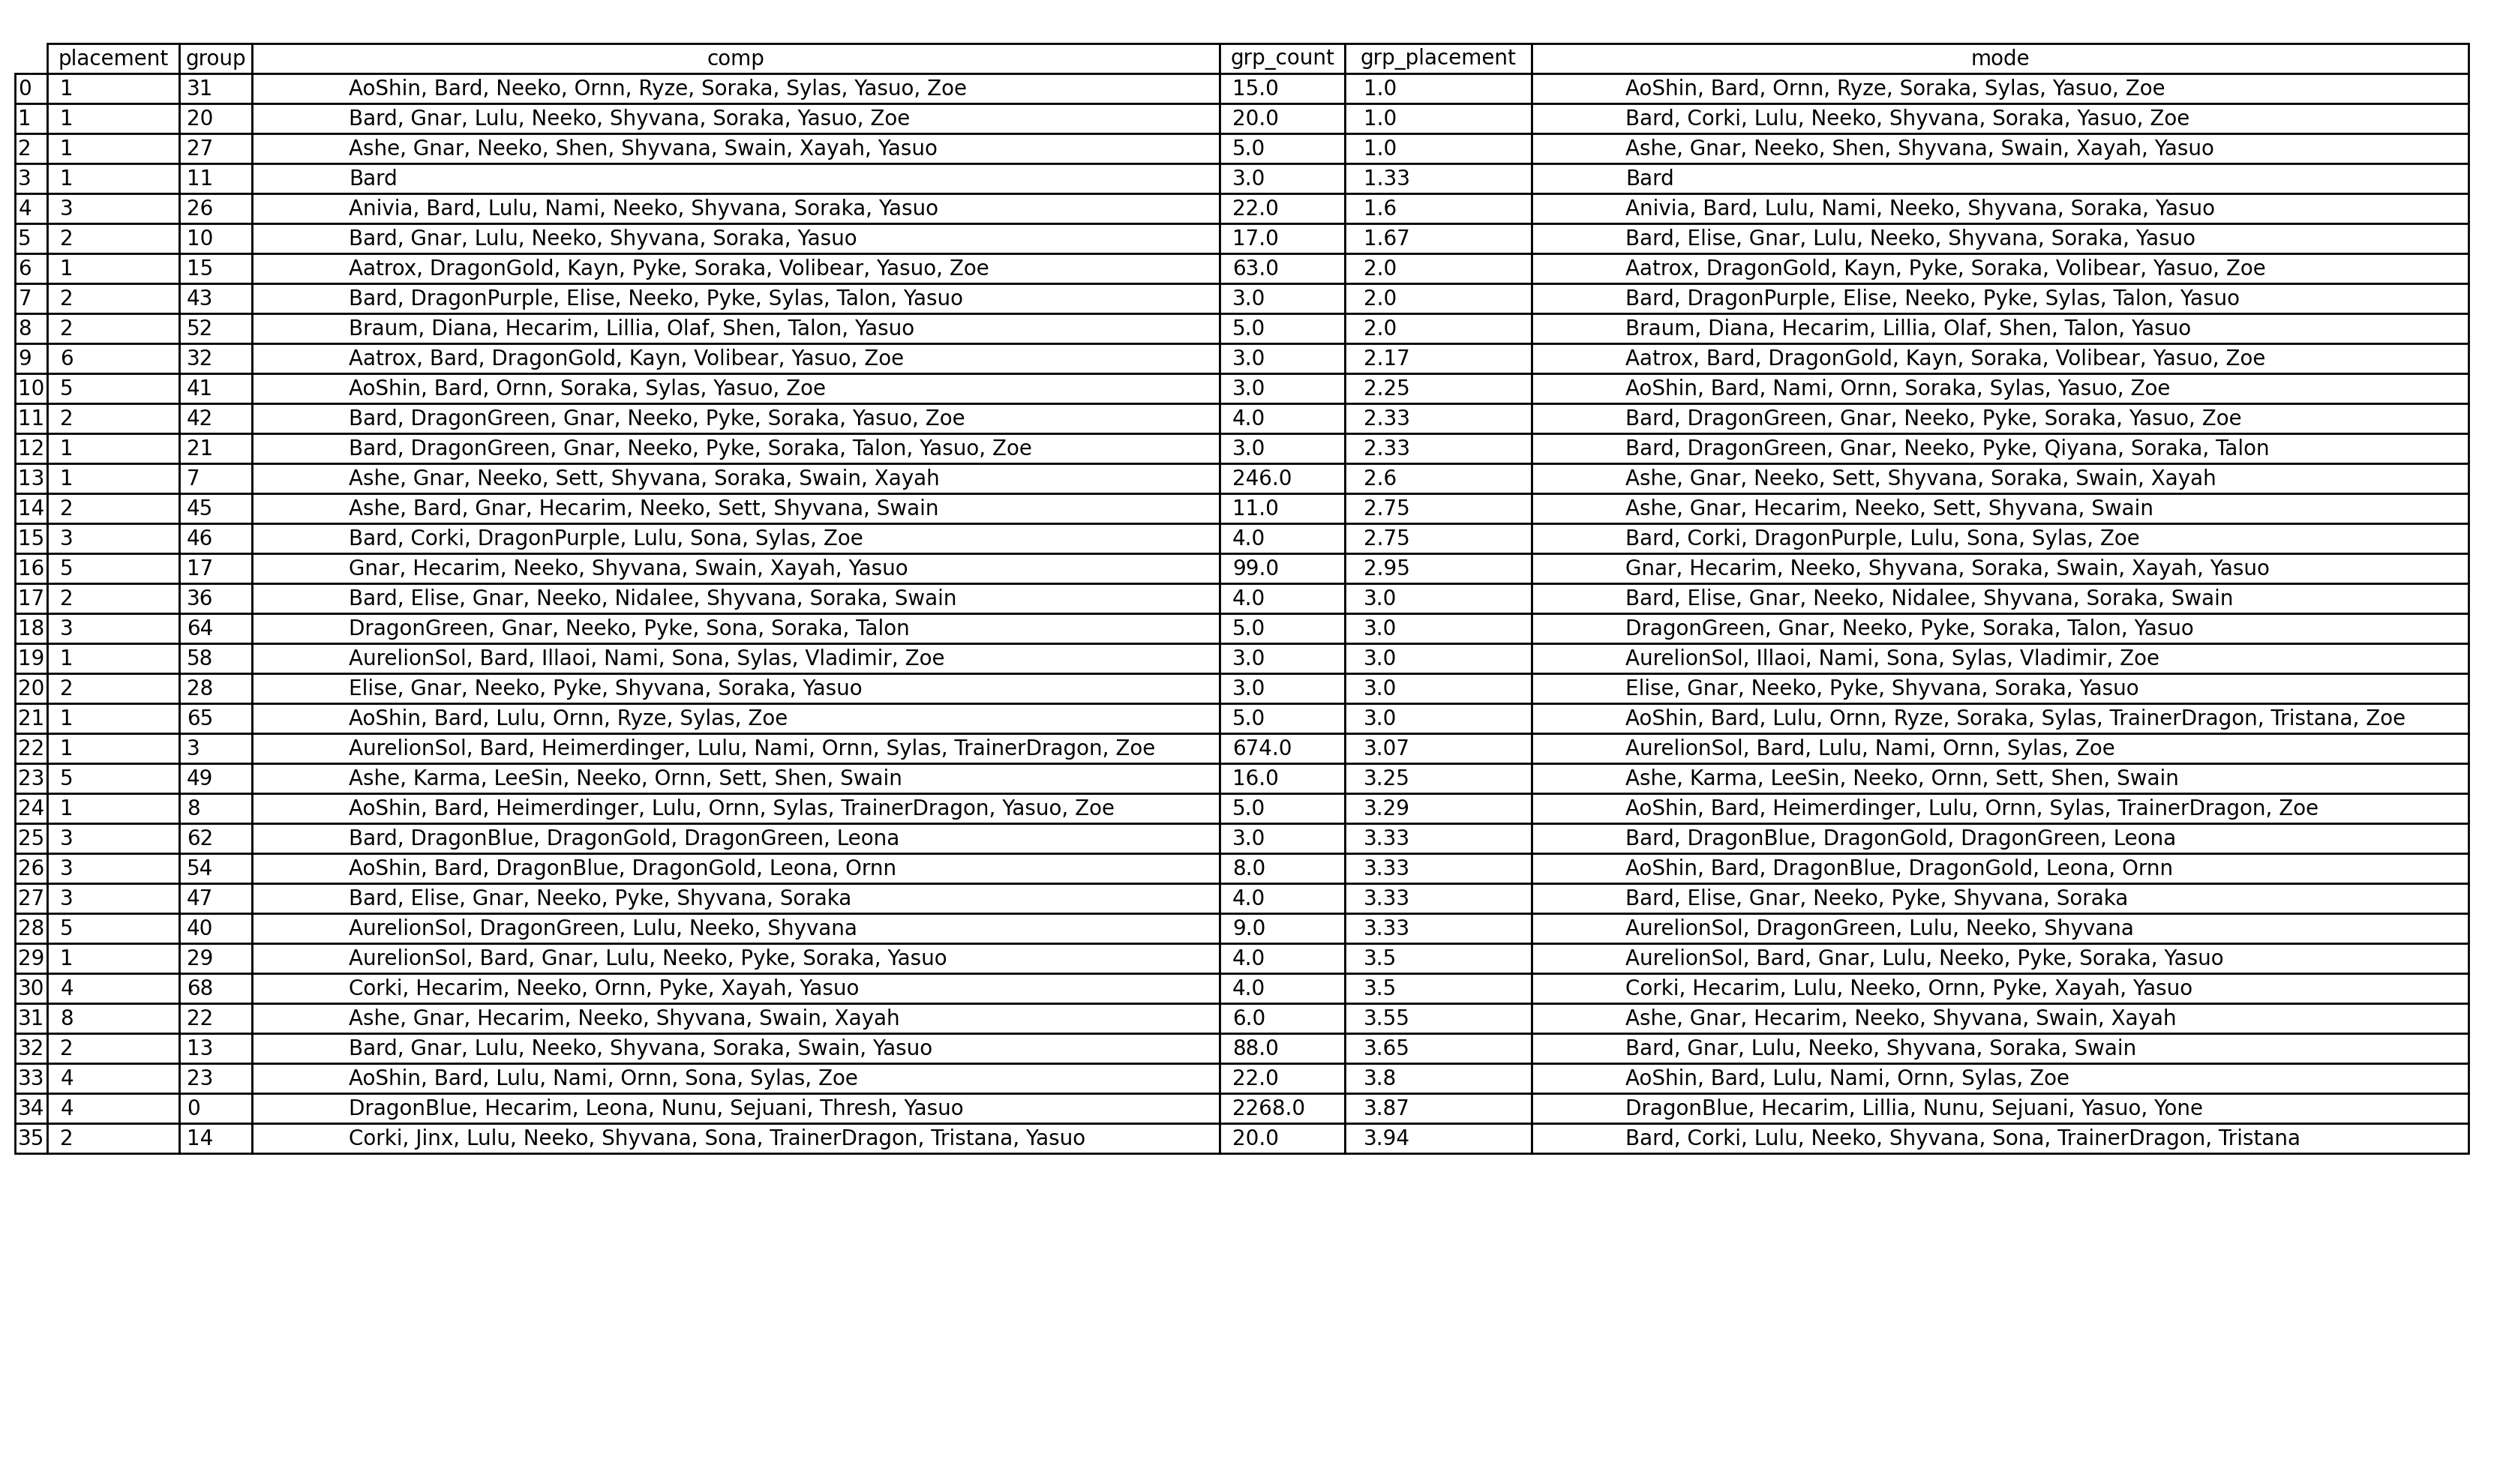 placement group comp grp_count grp_placement mode
0 1 31 AoShin, Bard, Neeko, Ornn, Ryze, Soraka, Sylas, Yasuo, Zoe 15.0 1.0 AoShin, Bard, Ornn, Ryze, Soraka, Sylas, Yasuo, Zoe
1 1 20 Bard, Gnar, Lulu, Neeko, Shyvana, Soraka, Yasuo, Zoe 20.0 1.0 Bard, Corki, Lulu, Neeko, Shyvana, Soraka, Yasuo, Zoe
2 1 27 Ashe, Gnar, Neeko, Shen, Shyvana, Swain, Xayah, Yasuo 5.0 1.0 Ashe, Gnar, Neeko, Shen, Shyvana, Swain, Xayah, Yasuo
3 1 11 Bard 3.0 1.33 Bard
4 3 26 Anivia, Bard, Lulu, Nami, Neeko, Shyvana, Soraka, Yasuo 22.0 1.6 Anivia, Bard, Lulu, Nami, Neeko, Shyvana, Soraka, Yasuo
5 2 10 Bard, Gnar, Lulu, Neeko, Shyvana, Soraka, Yasuo 17.0 1.67 Bard, Elise, Gnar, Lulu, Neeko, Shyvana, Soraka, Yasuo
6 1 15 Aatrox, DragonGold, Kayn, Pyke, Soraka, Volibear, Yasuo, Zoe 63.0 2.0 Aatrox, DragonGold, Kayn, Pyke, Soraka, Volibear, Yasuo, Zoe
7 2 43 Bard, DragonPurple, Elise, Neeko, Pyke, Sylas, Talon, Yasuo 3.0 2.0 Bard, DragonPurple, Elise, Neeko, Pyke, Sylas, Talon, Yasuo
8 2 52 Braum, Diana, Hecarim, Lillia, Olaf, Shen, Talon, Yasuo 5.0 2.0 Braum, Diana, Hecarim, Lillia, Olaf, Shen, Talon, Yasuo
9 6 32 Aatrox, Bard, DragonGold, Kayn, Volibear, Yasuo, Zoe 3.0 2.17 Aatrox, Bard, DragonGold, Kayn, Soraka, Volibear, Yasuo, Zoe
10 5 41 AoShin, Bard, Ornn, Soraka, Sylas, Yasuo, Zoe 3.0 2.25 AoShin, Bard, Nami, Ornn, Soraka, Sylas, Yasuo, Zoe
11 2 42 Bard, DragonGreen, Gnar, Neeko, Pyke, Soraka, Yasuo, Zoe 4.0 2.33 Bard, DragonGreen, Gnar, Neeko, Pyke, Soraka, Yasuo, Zoe
12 1 21 Bard, DragonGreen, Gnar, Neeko, Pyke, Soraka, Talon, Yasuo, Zoe 3.0 2.33 Bard, DragonGreen, Gnar, Neeko, Pyke, Qiyana, Soraka, Talon
13 1 7 Ashe, Gnar, Neeko, Sett, Shyvana, Soraka, Swain, Xayah 246.0 2.6 Ashe, Gnar, Neeko, Sett, Shyvana, Soraka, Swain, Xayah
14 2 45 Ashe, Bard, Gnar, Hecarim, Neeko, Sett, Shyvana, Swain 11.0 2.75 Ashe, Gnar, Hecarim, Neeko, Sett, Shyvana, Swain
15 3 46 Bard, Corki, DragonPurple, Lulu, Sona, Sylas, Zoe 4.0 2.75 Bard, Corki, DragonPurple, Lulu, Sona, Sylas, Zoe
16 5 17 Gnar, Hecarim, Neeko, Shyvana, Swain, Xayah, Yasuo 99.0 2.95 Gnar, Hecarim, Neeko, Shyvana, Soraka, Swain, Xayah, Yasuo
17 2 36 Bard, Elise, Gnar, Neeko, Nidalee, Shyvana, Soraka, Swain 4.0 3.0 Bard, Elise, Gnar, Neeko, Nidalee, Shyvana, Soraka, Swain
18 3 64 DragonGreen, Gnar, Neeko, Pyke, Sona, Soraka, Talon 5.0 3.0 DragonGreen, Gnar, Neeko, Pyke, Soraka, Talon, Yasuo
19 1 58 AurelionSol, Bard, Illaoi, Nami, Sona, Sylas, Vladimir, Zoe 3.0 3.0 AurelionSol, Illaoi, Nami, Sona, Sylas, Vladimir, Zoe
20 2 28 Elise, Gnar, Neeko, Pyke, Shyvana, Soraka, Yasuo 3.0 3.0 Elise, Gnar, Neeko, Pyke, Shyvana, Soraka, Yasuo
21 1 65 AoShin, Bard, Lulu, Ornn, Ryze, Sylas, Zoe 5.0 3.0 AoShin, Bard, Lulu, Ornn, Ryze, Soraka, Sylas, TrainerDragon, Tristana, Zoe
22 1 3 AurelionSol, Bard, Heimerdinger, Lulu, Nami, Ornn, Sylas, TrainerDragon, Zoe 674.0 3.07 AurelionSol, Bard, Lulu, Nami, Ornn, Sylas, Zoe
23 5 49 Ashe, Karma, LeeSin, Neeko, Ornn, Sett, Shen, Swain 16.0 3.25 Ashe, Karma, LeeSin, Neeko, Ornn, Sett, Shen, Swain
24 1 8 AoShin, Bard, Heimerdinger, Lulu, Ornn, Sylas, TrainerDragon, Yasuo, Zoe 5.0 3.29 AoShin, Bard, Heimerdinger, Lulu, Ornn, Sylas, TrainerDragon, Zoe
25 3 62 Bard, DragonBlue, DragonGold, DragonGreen, Leona 3.0 3.33 Bard, DragonBlue, DragonGold, DragonGreen, Leona
26 3 54 AoShin, Bard, DragonBlue, DragonGold, Leona, Ornn 8.0 3.33 AoShin, Bard, DragonBlue, DragonGold, Leona, Ornn
27 3 47 Bard, Elise, Gnar, Neeko, Pyke, Shyvana, Soraka 4.0 3.33 Bard, Elise, Gnar, Neeko, Pyke, Shyvana, Soraka
28 5 40 AurelionSol, DragonGreen, Lulu, Neeko, Shyvana 9.0 3.33 AurelionSol, DragonGreen, Lulu, Neeko, Shyvana
29 1 29 AurelionSol, Bard, Gnar, Lulu, Neeko, Pyke, Soraka, Yasuo 4.0 3.5 AurelionSol, Bard, Gnar, Lulu, Neeko, Pyke, Soraka, Yasuo
30 4 68 Corki, Hecarim, Neeko, Ornn, Pyke, Xayah, Yasuo 4.0 3.5 Corki, Hecarim, Lulu, Neeko, Ornn, Pyke, Xayah, Yasuo
31 8 22 Ashe, Gnar, Hecarim, Neeko, Shyvana, Swain, Xayah 6.0 3.55 Ashe, Gnar, Hecarim, Neeko, Shyvana, Swain, Xayah
32 2 13 Bard, Gnar, Lulu, Neeko, Shyvana, Soraka, Swain, Yasuo 88.0 3.65 Bard, Gnar, Lulu, Neeko, Shyvana, Soraka, Swain
33 4 23 AoShin, Bard, Lulu, Nami, Ornn, Sona, Sylas, Zoe 22.0 3.8 AoShin, Bard, Lulu, Nami, Ornn, Sylas, Zoe
34 4 0 DragonBlue, Hecarim, Leona, Nunu, Sejuani, Thresh, Yasuo 2268.0 3.87 DragonBlue, Hecarim, Lillia, Nunu, Sejuani, Yasuo, Yone
35 2 14 Corki, Jinx, Lulu, Neeko, Shyvana, Sona, TrainerDragon, Tristana, Yasuo 20.0 3.94 Bard, Corki, Lulu, Neeko, Shyvana, Sona, TrainerDragon, Tristana